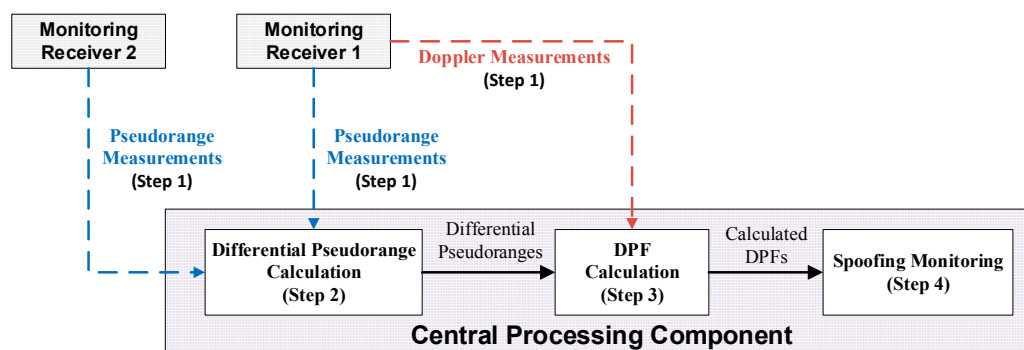 Monitoring
Receiver 2
Monitoring
Receiver 1
Doppler Measurements
(Step 1)
Pseudorange
Measurements
(Step 1)
Pseudorange
Measurements
(Step 1)
Differential Pseudorange
Calculation
(Step 2)
Differential
Pseudoranges
DPF
Calculation
(Step 3)
Calculated
DPFs
Spoofing Monitoring
(Step 4)
Central Processing Component